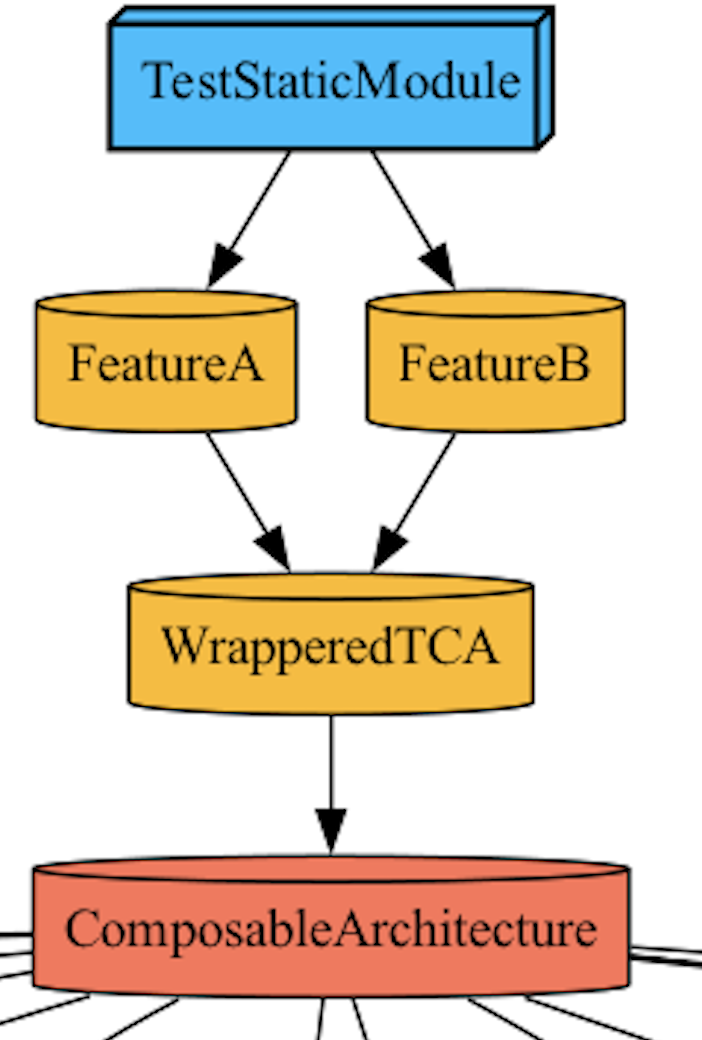 TestStaticModule
FeatureA
FeatureB
WrapperedTCA
ComposableArchitecture